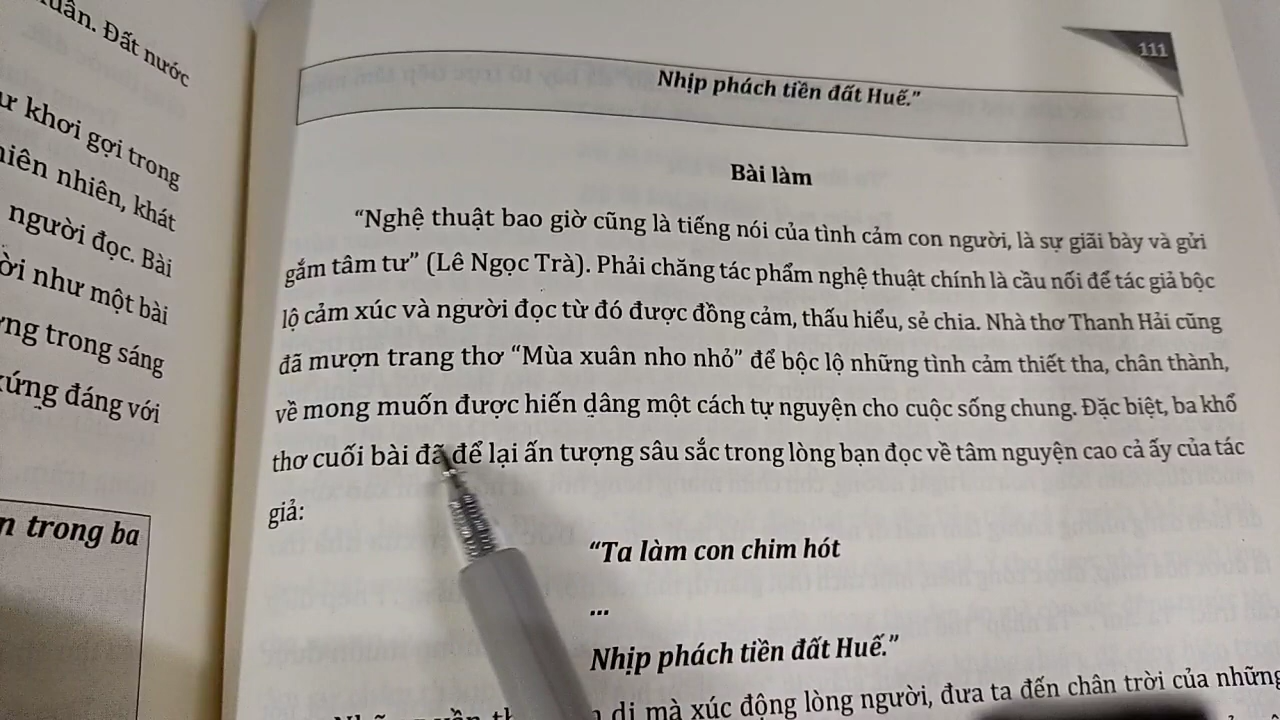 uân. Đất nước
ư khơi gợi trong
niên nhiên, khát
người đọc. Bài
ời như một bài
ng trong sáng
xứng đáng với
n trong ba
111
Nhịp phách tiền đất Huế.”
Bài làm
“Nghệ thuật bao giờ cũng là tiếng nói của tình cảm con người, là sự giãi bày và gửi
gắm tâm tư” (Lê Ngọc Trà). Phải chăng tác phẩm nghệ thuật chính là cầu nối để tác giả bộc
lộ cảm xúc và người đọc từ đó được đồng cảm, thấu hiểu, sẻ chia. Nhà thơ Thanh Hải cũng
đã mượn trang thơ “Mùa xuân nho nhỏ” để bộc lộ những tình cảm thiết tha, chân thành,
về mong muốn được hiến dâng một cách tự nguyện cho cuộc sống chung. Đặc biệt, ba khổ
thơ cuối bài đã để lại ấn tượng sâu sắc trong lòng bạn đọc về tâm nguyện cao cả ấy của tác
giả:
“Ta làm con chim hót
...
Nhịp phách tiền đất Huế.”
dị mà xúc động lòng người, đưa ta đến chân trời của những